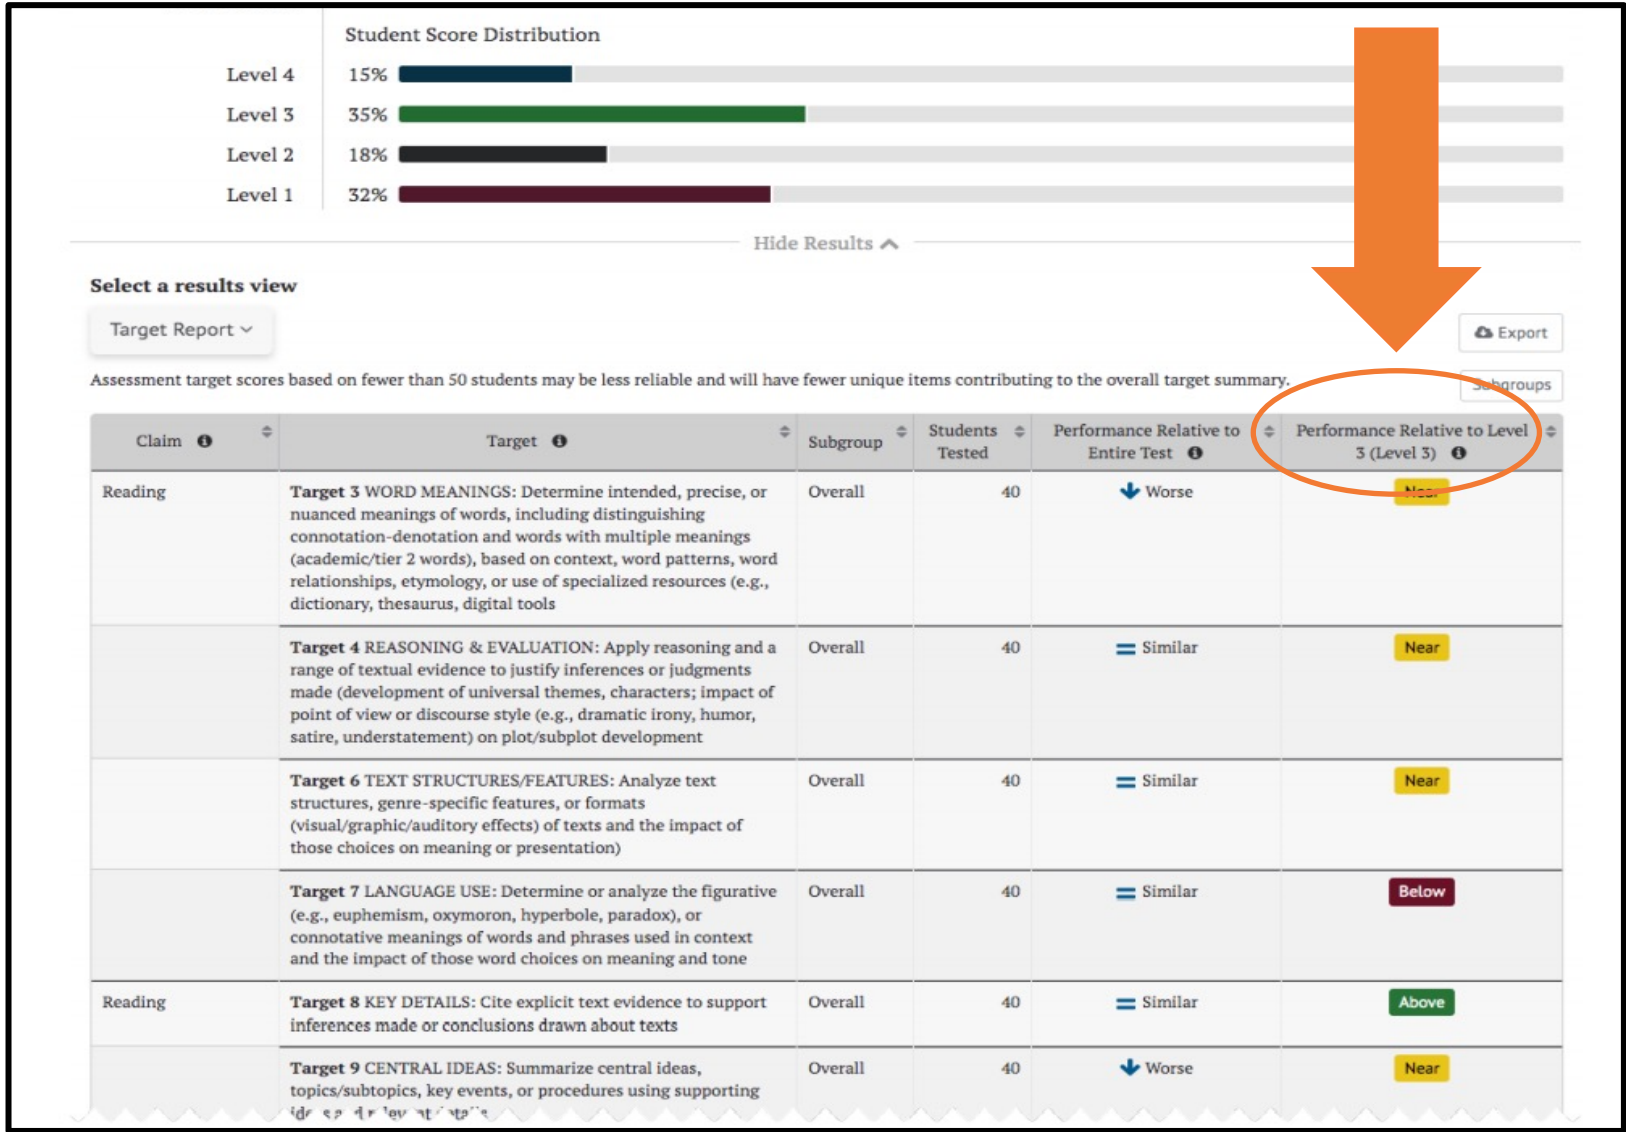 Student Score Distribution
Level 4 15%
Level 3 35%
Level 2 18%
Level 1 32%
Hide Results
Select a results view
Target Report
Export
Assessment target scores based on fewer than 50 students may be less reliable and will have fewer unique items contributing to the overall target summary.
Subgroups
Claim
Target
Subgroup
Students
Tested
Performance Relative to
Entire Test
Performance Relative to Level
3 (Level 3)
Reading
Target 3 WORD MEANINGS: Determine intended, precise, or
nuanced meanings of words, including distinguishing
connotation-denotation and words with multiple meanings
(academic/tier 2 words), based on context, word patterns, word
relationships, etymology, or use of specialized resources (e.g.,
dictionary, thesaurus, digital tools
Overall
40
Worse
Near
Target 4 REASONING & EVALUATION: Apply reasoning and a
range of textual evidence to justify inferences or judgments
made (development of universal themes, characters; impact of
point of view or discourse style (e.g., dramatic irony, humor,
satire, understatement) on plot/subplot development
Overall
40
Similar
Near
Target 6 TEXT STRUCTURES/FEATURES: Analyze text
structures, genre-specific features, or formats
(visual/graphic/auditory effects) of texts and the impact of
those choices on meaning or presentation)
Overall
40
Similar
Near
Target 7 LANGUAGE USE: Determine or analyze the figurative
(e.g., euphemism, oxymoron, hyperbole, paradox), or
connotative meanings of words and phrases used in context
and the impact of those word choices on meaning and tone
Overall
40
Similar
Below
Reading
Target 8 KEY DETAILS: Cite explicit text evidence to support
inferences made or conclusions drawn about texts
Overall
40
Similar
Above
Target 9 CENTRAL IDEAS: Summarize central ideas,
topics/subtopics, key events, or procedures using supporting
Overall
40
Worse
Near